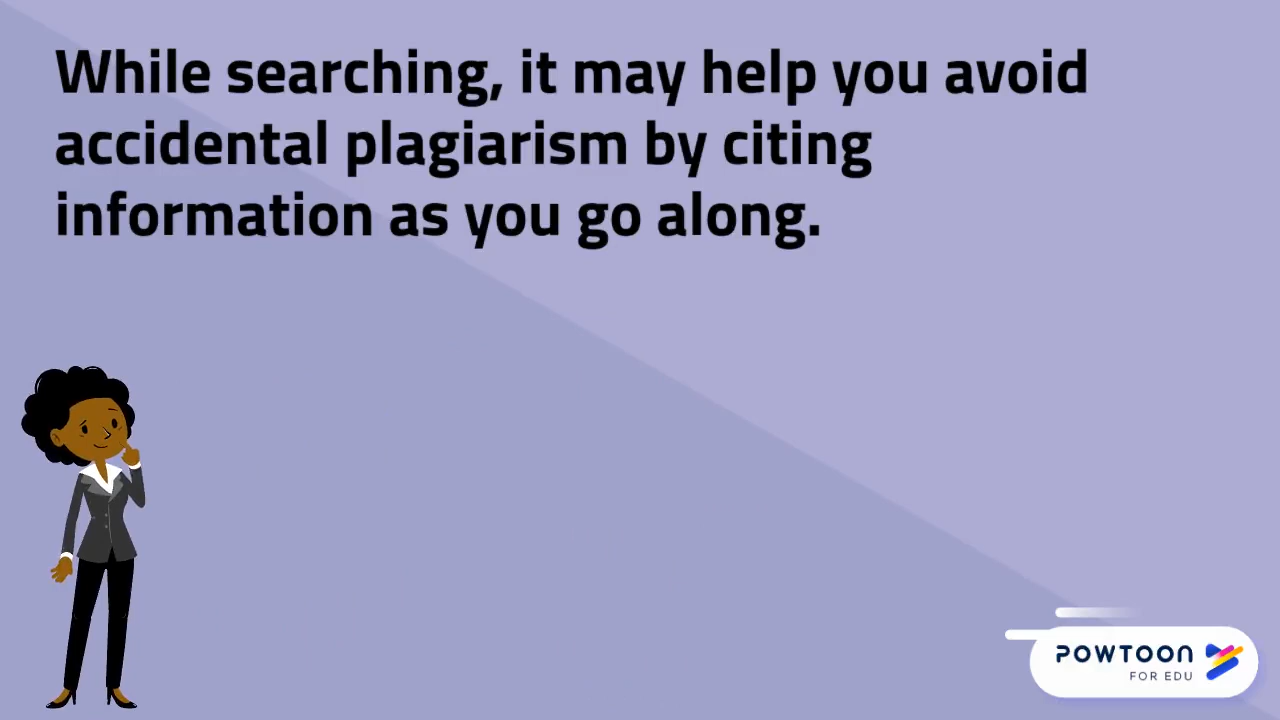 While searching, it may help you avoid
accidental plagiarism by citing
information as you go along.
POWTOON
FOR EDU